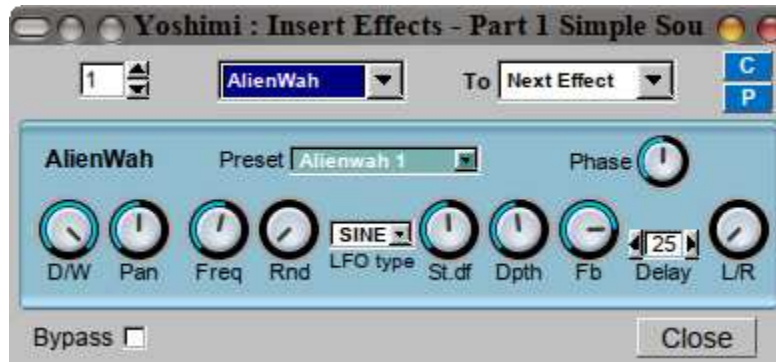 Yoshimi : Insert Effects - Part 1 Simple Sou
1 AlienWah To Next Effect C
P
AlienWah Preset Alienwah 1 Phase
SINE 25
D/W Pan Freq Rnd LFO type St.df Dpth Fb Delay L/R
Bypass Close